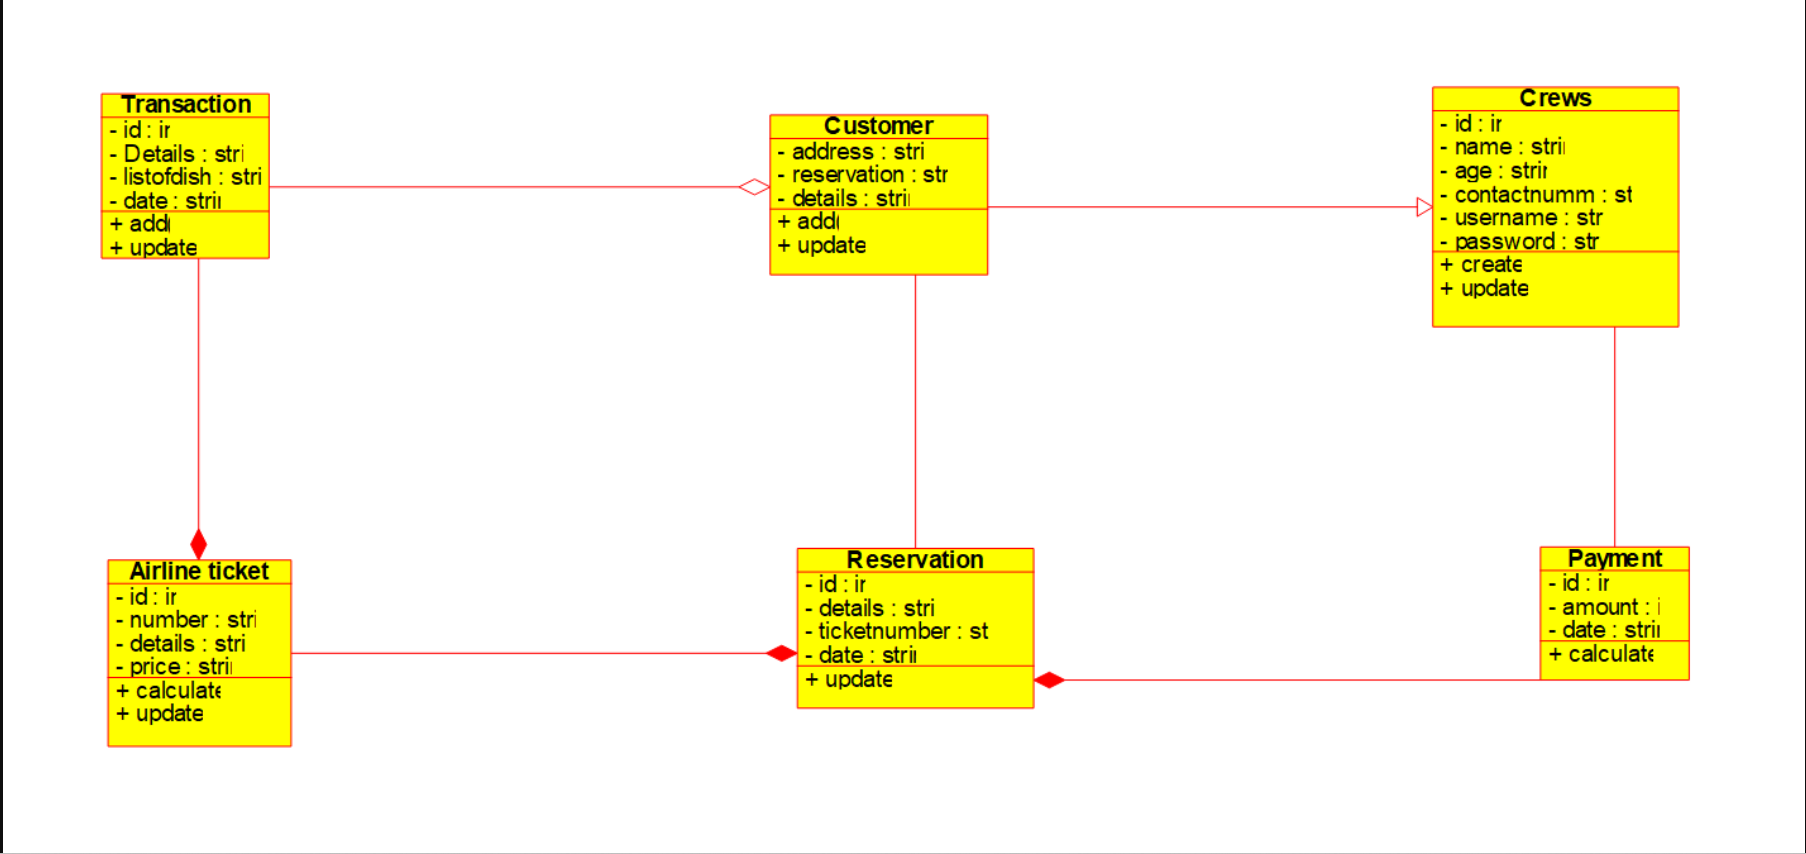 Transaction
- id : ir
- Details : stri
- listofdish : stri
- date : strii
+ add(
+ update
Customer
- address : stri
- reservation : str
- details : strii
+ add(
+ update
Crews
- id : ir
- name : strii
- age : strir
- contactnumm : st
- username : str
- password : str
+ create
+ update
Airline ticket
- id : ir
- number : stri
- details : stri
- price : strii
+ calculate
+ update
Reservation
- id : ir
- details : stri
- ticketnumber : st
- date : strii
+ update
Payment
- id : ir
- amount : i
- date : strii
+ calculate